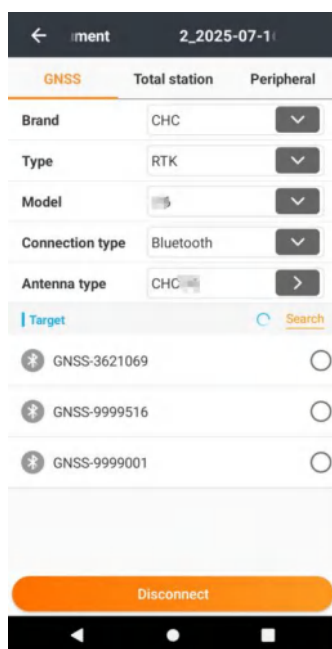 ment 2_2025-07-1
GNSS Total station Peripheral
Brand CHC
Type RTK
Model
Connection type Bluetooth
Antenna type CHC
Target Search
GNSS-3621069
GNSS-9999516
GNSS-9999001
Disconnect